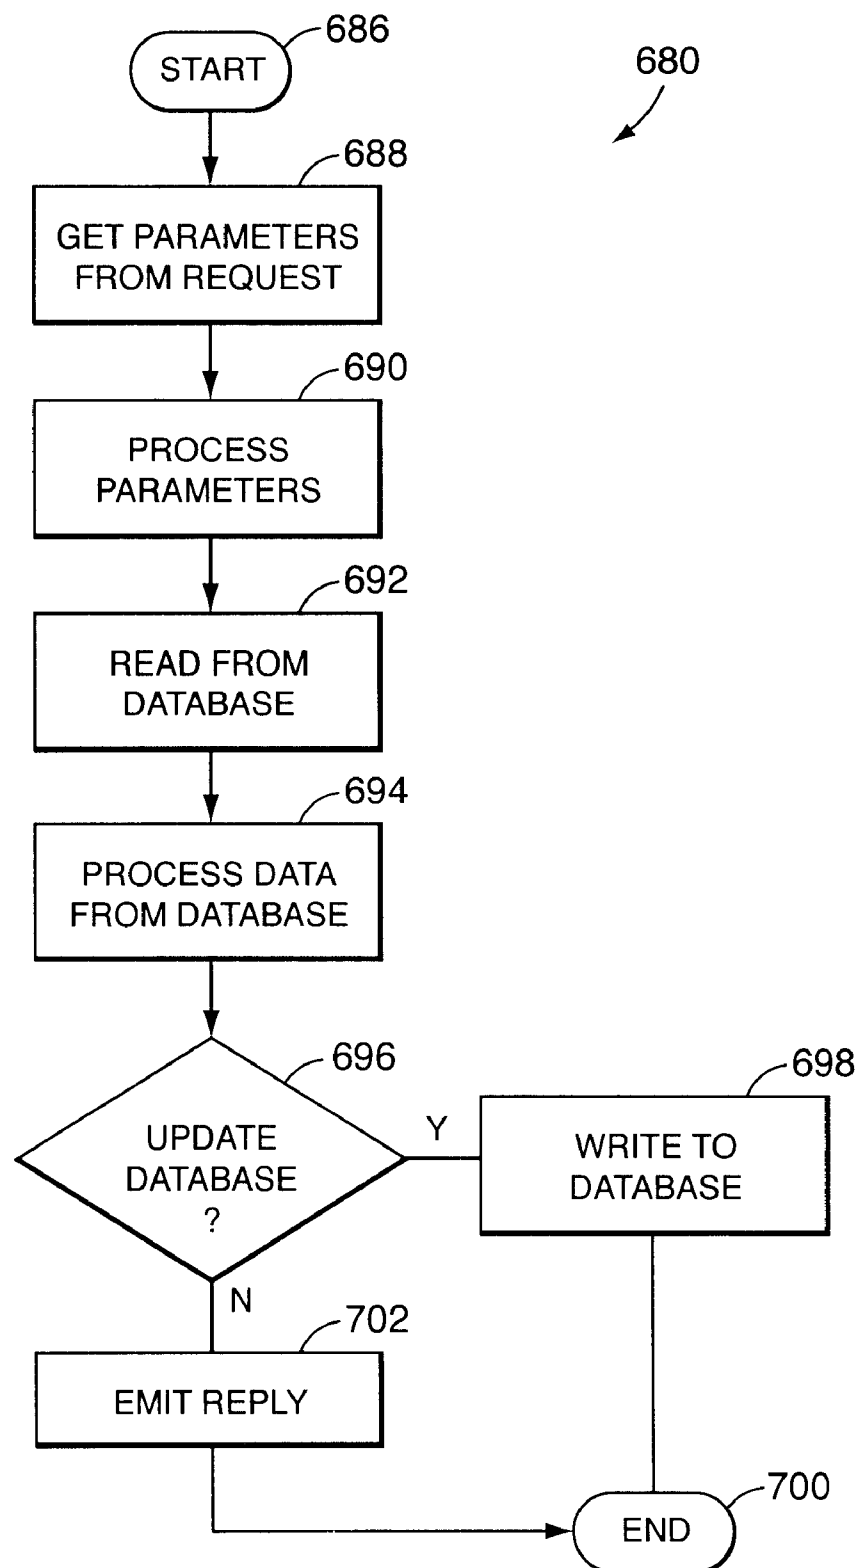 686
START
680
688
GET PARAMETERS
FROM REQUEST
690
PROCESS
PARAMETERS
692
READ FROM
DATABASE
694
PROCESS DATA
FROM DATABASE
696
UPDATE
DATABASE
?
Y
698
WRITE TO
DATABASE
N
702
EMIT REPLY
700
END